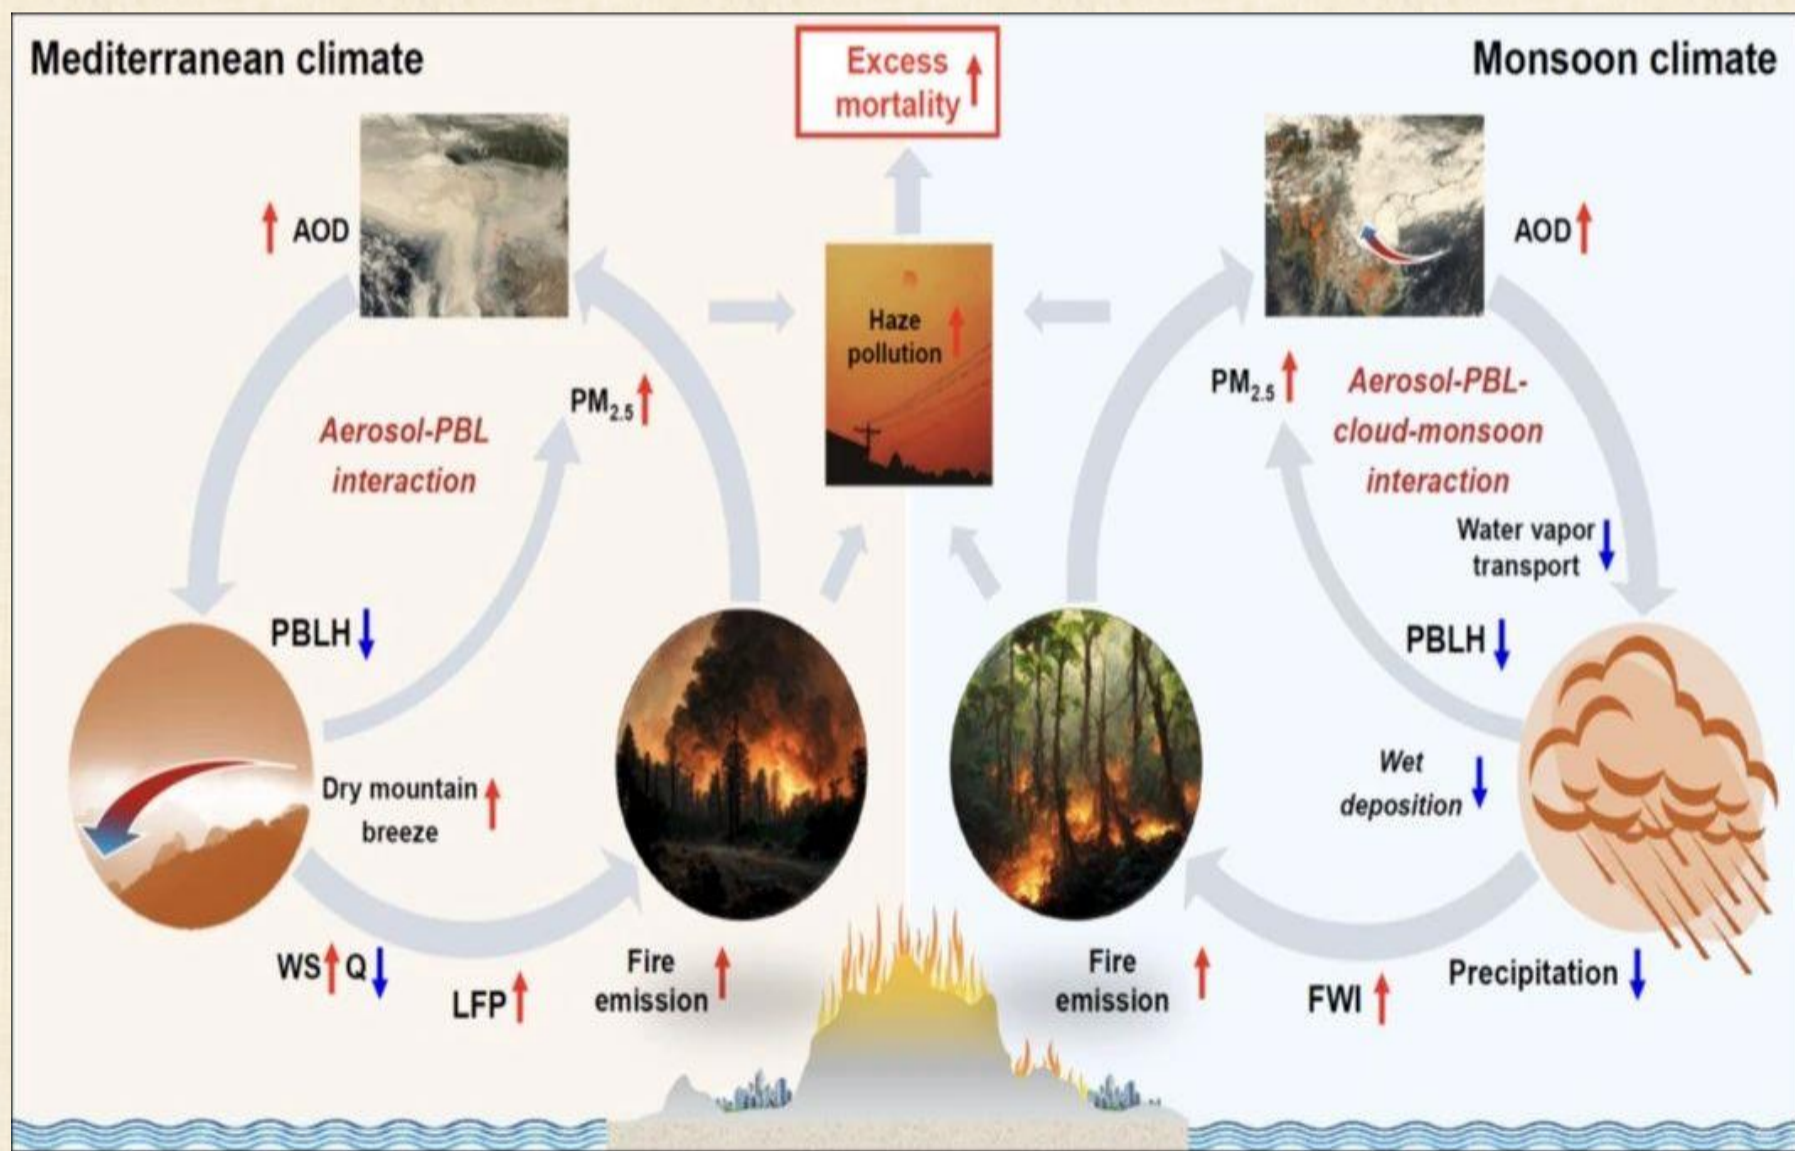 Mediterranean climate
Excess
mortality
Monsoon climate
AOD
AOD
Haze
pollution
PM2.5
Aerosol-PBL
interaction
PM2.5
Aerosol-PBL-
cloud-monsoon
interaction
Water vapor
transport
PBLH
PBLH
Dry mountain
breeze
Wet
deposition
WS Q
LFP
Fire
emission
Fire
emission
FWI
Precipitation